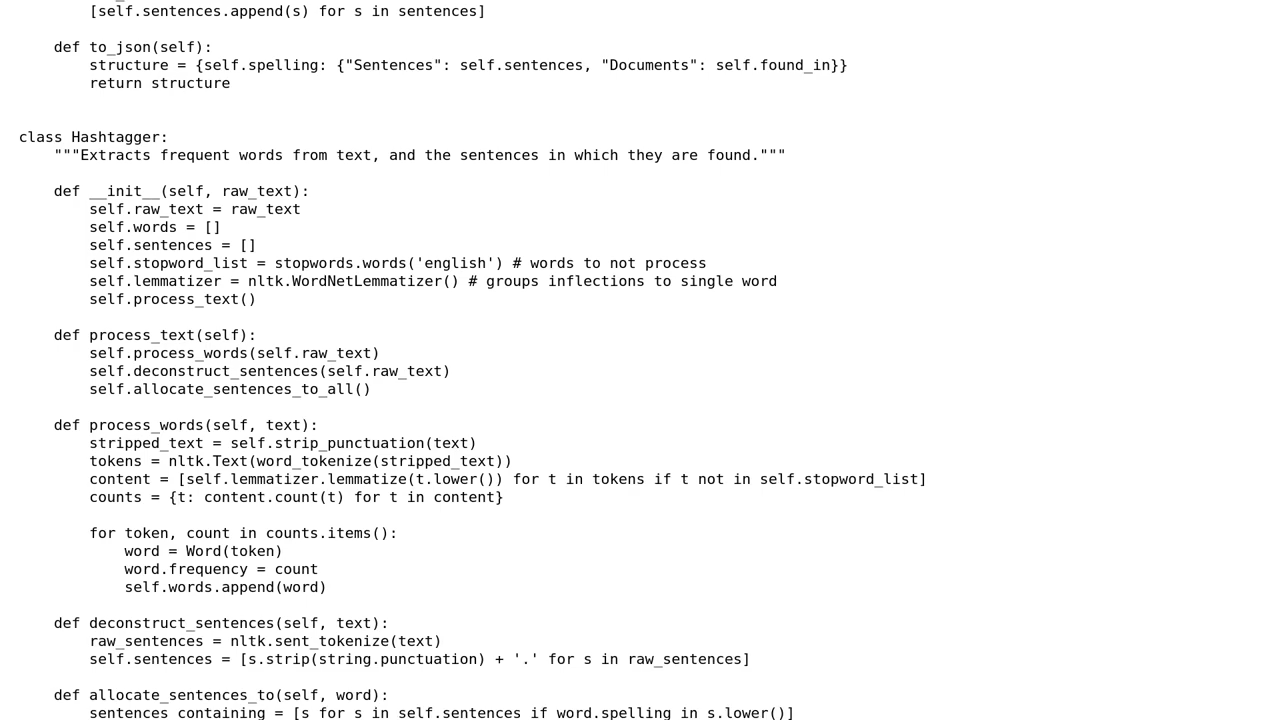 [self.sentences.append(s) for s in sentences]

    def to_json(self):
        structure = {self.spelling: {"Sentences": self.sentences, "Documents": self.found_in}}
        return structure


class Hashtagger:
    """Extracts frequent words from text, and the sentences in which they are found."""

    def __init__(self, raw_text):
        self.raw_text = raw_text
        self.words = []
        self.sentences = []
        self.stopword_list = stopwords.words('english') # words to not process
        self.lemmatizer = nltk.WordNetLemmatizer() # groups inflections to single word
        self.process_text()

    def process_text(self):
        self.process_words(self.raw_text)
        self.deconstruct_sentences(self.raw_text)
        self.allocate_sentences_to_all()

    def process_words(self, text):
        stripped_text = self.strip_punctuation(text)
        tokens = nltk.Text(word_tokenize(stripped_text))
        content = [self.lemmatizer.lemmatize(t.lower()) for t in tokens if t not in self.stopword_list]
        counts = {t: content.count(t) for t in content}

        for token, count in counts.items():
            word = Word(token)
            word.frequency = count
            self.words.append(word)

    def deconstruct_sentences(self, text):
        raw_sentences = nltk.sent_tokenize(text)
        self.sentences = [s.strip(string.punctuation) + '.' for s in raw_sentences]

    def allocate_sentences_to(self, word):
        sentences_containing = [s for s in self.sentences if word.spelling in s.lower()]